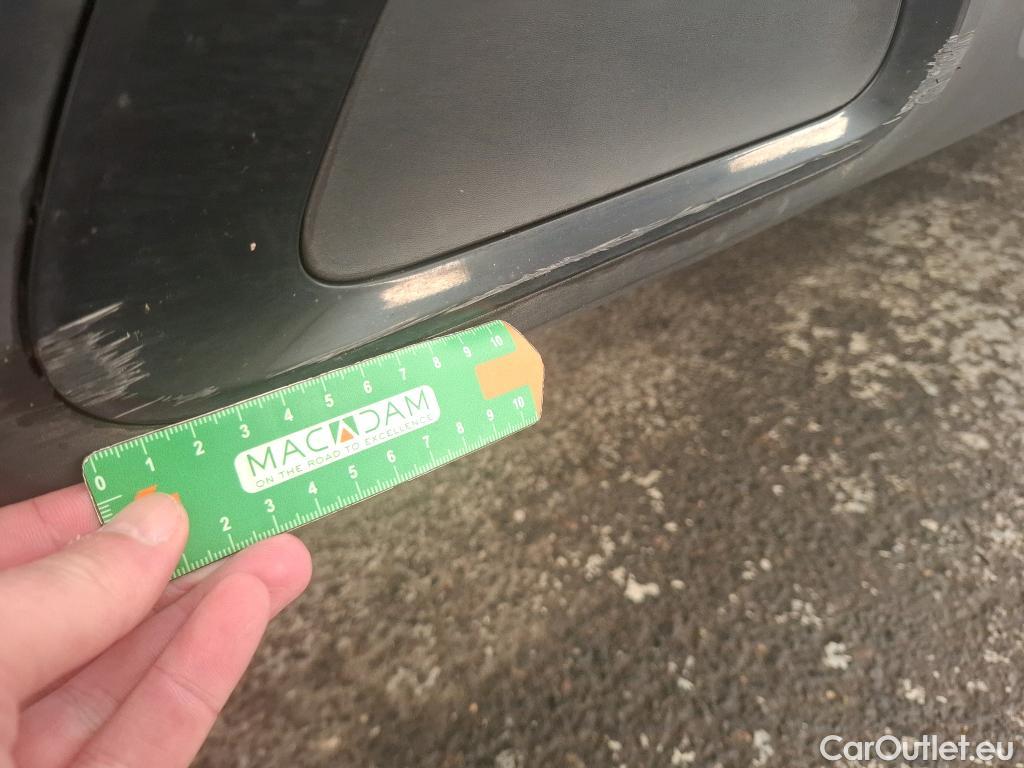 1 2 3 4 5 6 7 8 9 10
MACADAM
ON THE ROAD TO EXCELLENCE
0
2 3 4 5 6 7 8 9 10
CarOutlet.eu